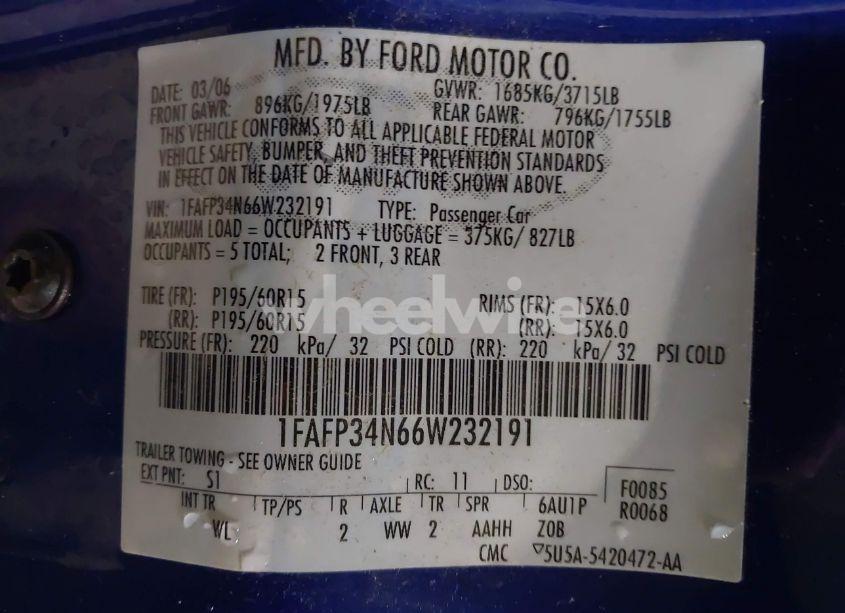 MFD. BY FORD MOTOR CO.
DATE: 03/06 GVWR: 1685KG/3715LB
FRONT GAWR: 896KG/1975LB REAR GAWR: 796KG/1755LB
THIS VEHICLE CONFORMS TO ALL APPLICABLE FEDERAL MOTOR
VEHICLE SAFETY, BUMPER, AND THEFT PREVENTION STANDARDS
IN EFFECT ON THE DATE OF MANUFACTURE SHOWN ABOVE.
VIN: 1FAFP34N66W232191 TYPE: Passenger Car
MAXIMUM LOAD = OCCUPANTS + LUGGAGE = 375KG/ 827LB
OCCUPANTS = 5 TOTAL; 2 FRONT, 3 REAR
TIRE (FR): P195/60R15 RIMS (FR): 15X6.0
(RR): P195/60R15 (RR): 15X6.0
wheelwire
PRESSURE (FR): 220 kPa/ 32 PSI COLD (RR): 220 kPa/ 32 PSI COLD
1FAFP34N66W232191
TRAILER TOWING - SEE OWNER GUIDE
EXT PNT: S1 RC: 11 DSO: F0085
INT TR TP/PS R AXLE TR SPR 6AU1P R0068
W/L 2 WW 2 AAHH ZOB
CMC 5U5A-5420472-AA